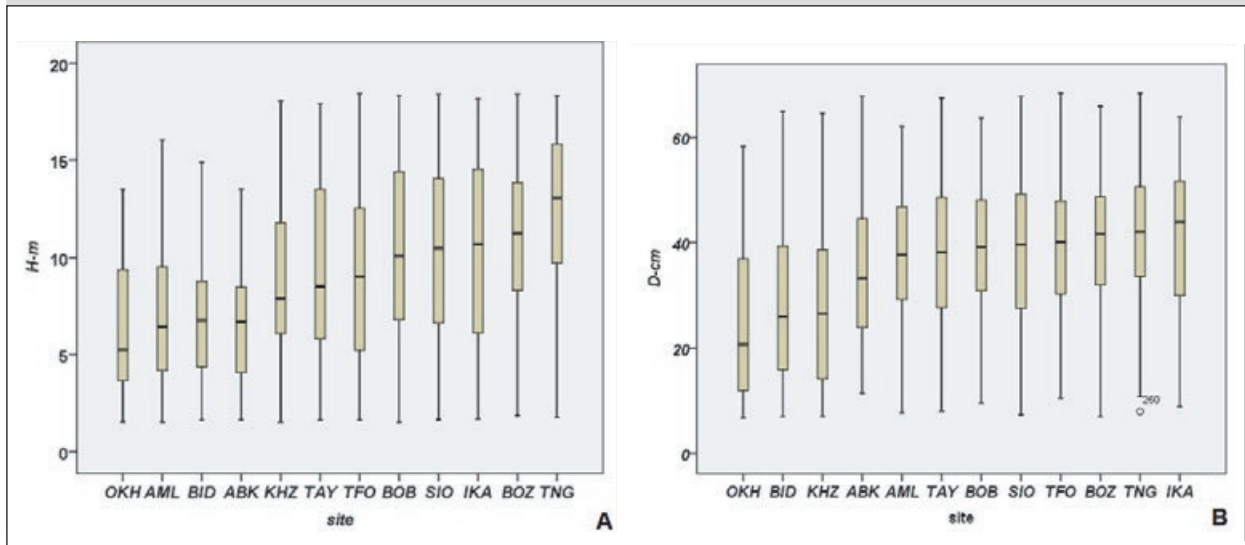 20
15
10
5
0
H-m
OKH AML BID ABK KHZ TAY TFO BOB SIO IKA BOZ TNG
site
A
60
40
20
0
D-cm
260
OKH BID KHZ ABK AML TAY BOB SIO TFO BOZ TNG IKA
site
B